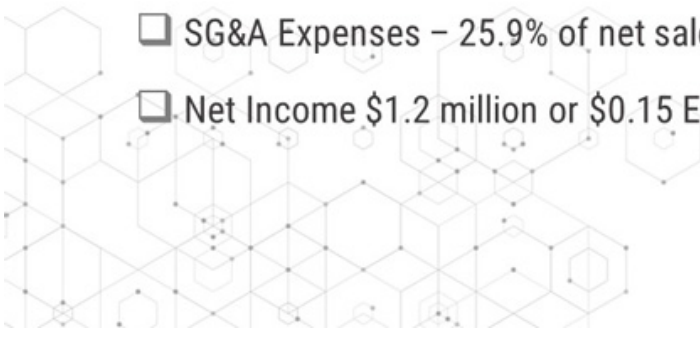 SG&A Expenses – 25.9% of net sal
Net Income $1.2 million or $0.15 E